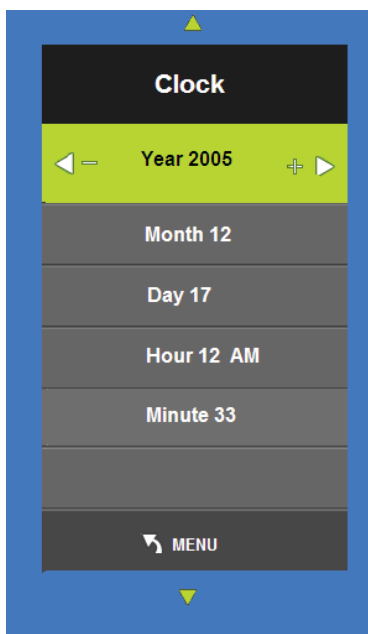 Clock
Year 2005
Month 12
Day 17
Hour 12 AM
Minute 33
MENU